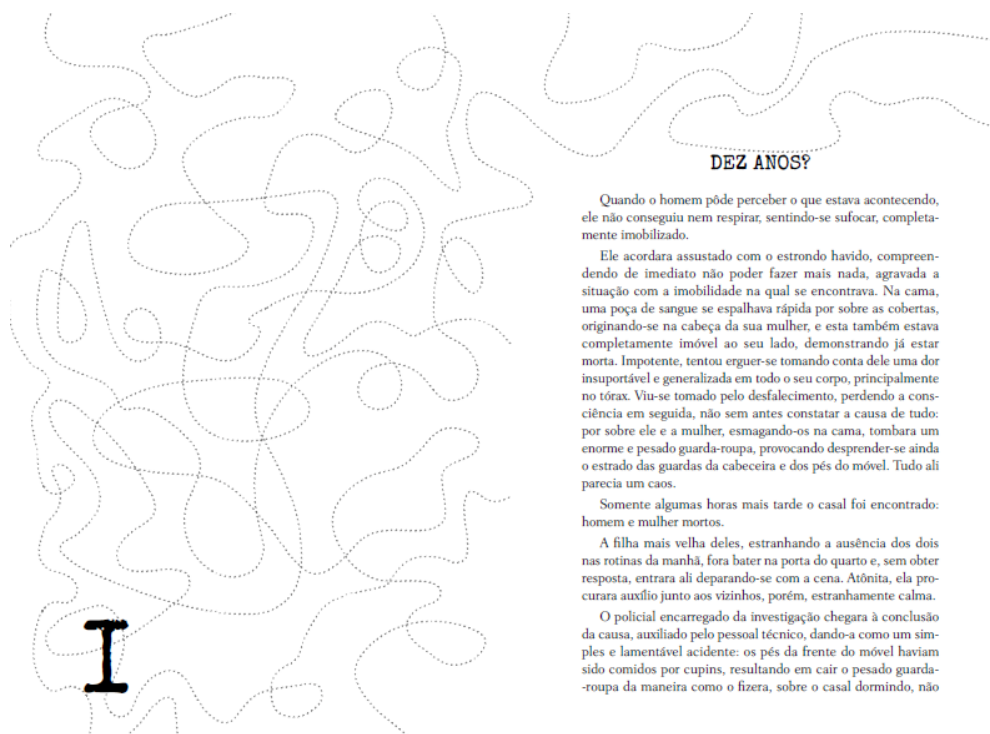 I
DEZ ANOS?
Quando o homem pôde perceber o que estava acontecendo,
ele não conseguiu nem respirar, sentindo-se sufocar, completa-
mente imobilizado.
Ele acordara assustado com o estrondo havido, compreen-
dendo de imediato não poder fazer mais nada, agravada a
situação com a imobilidade na qual se encontrava. Na cama,
uma poça de sangue se espalhava rápida por sobre as cobertas,
originando-se na cabeça da sua mulher, e esta também estava
completamente imóvel ao seu lado, demonstrando já estar
morta. Impotente, tentou erguer-se tomando conta dele uma dor
insuportável e generalizada em todo o seu corpo, principalmente
no tórax. Viu-se tomado pelo desfalecimento, perdendo a cons-
ciência em seguida, não sem antes constatar a causa de tudo:
por sobre ele e a mulher, esmagando-os na cama, tombara um
enorme e pesado guarda-roupa, provocando desprender-se ainda
o estrado das guardas da cabeceira e dos pés do móvel. Tudo ali
parecia um caos.
Somente algumas horas mais tarde o casal foi encontrado:
homem e mulher mortos.
A filha mais velha deles, estranhando a ausência dos dois
nas rotinas da manhã, fora bater na porta do quarto e, sem obter
resposta, entrara ali deparando-se com a cena. Atônita, ela pro-
curara auxílio junto aos vizinhos, porém, estranhamente calma.
O policial encarregado da investigação chegara à conclusão
da causa, auxiliado pelo pessoal técnico, dando-a como um sim-
ples e lamentável acidente: os pés da frente do móvel haviam
sido comidos por cupins, resultando em cair o pesado guarda-
-roupa da maneira como o fizera, sobre o casal dormindo, não